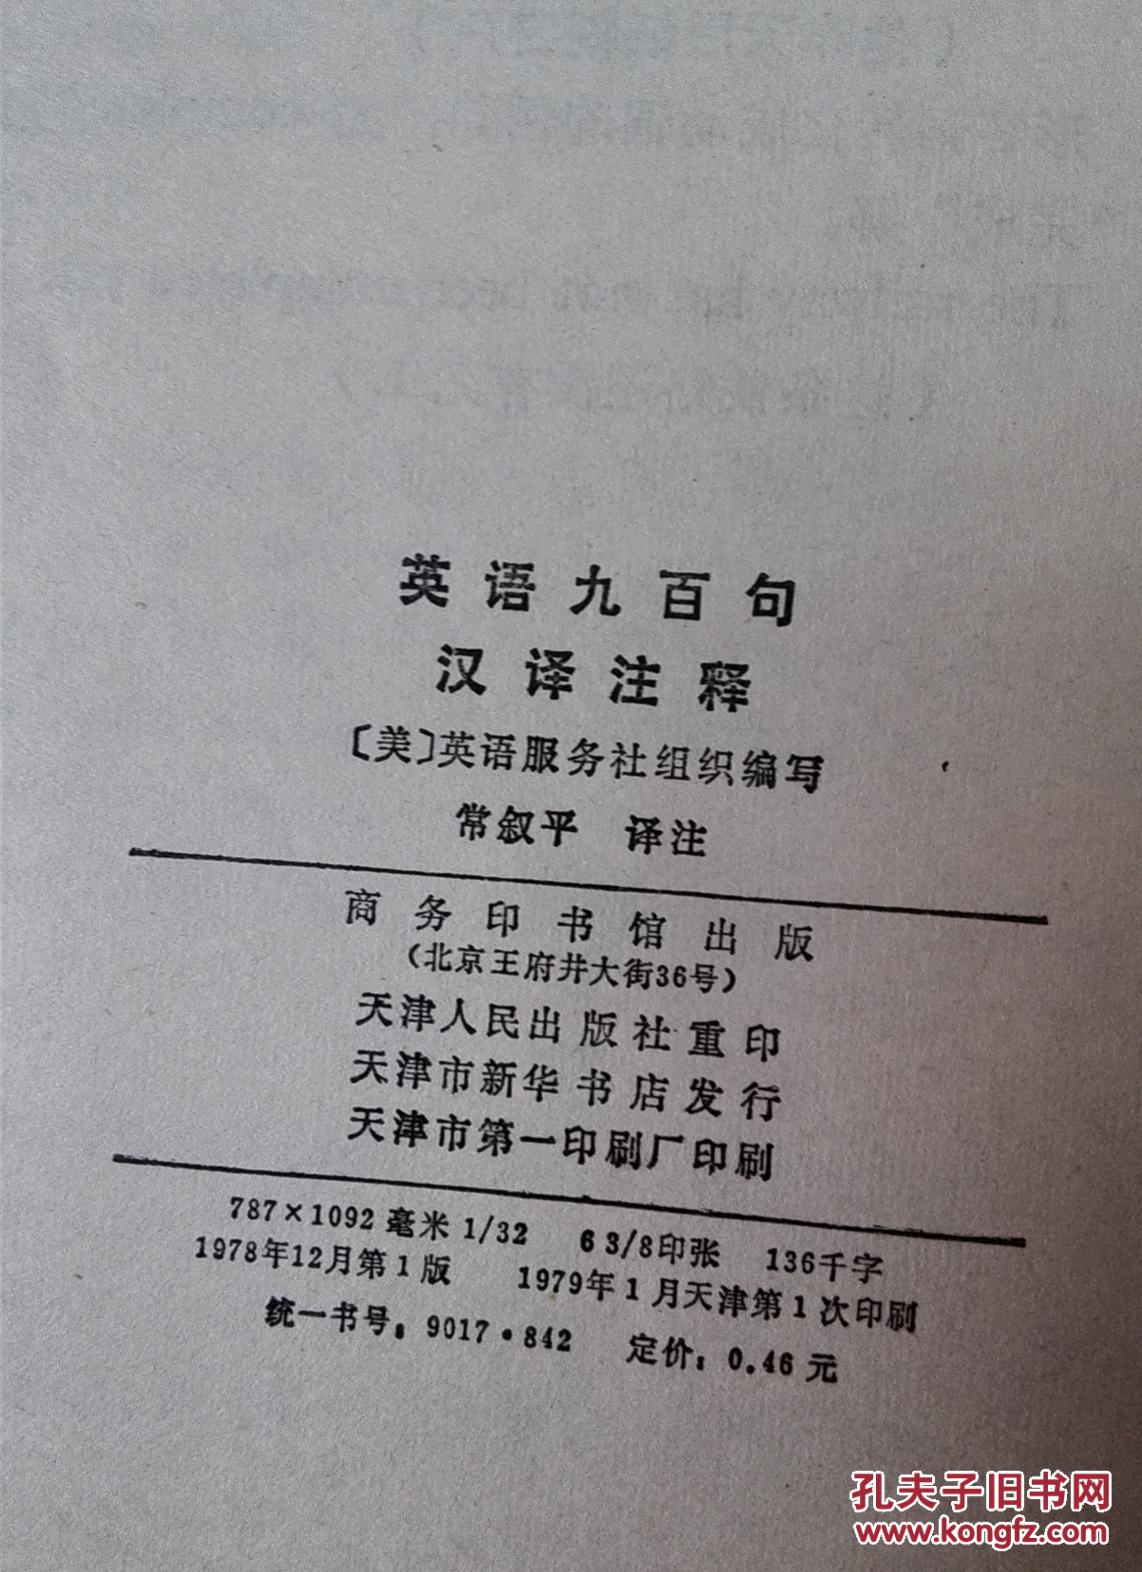 英语九百句
汉译注释
〔美〕英语服务社组织编写
常叙平 译注
商务印书馆出版
（北京王府井大街36号）
天津人民出版社重印
天津市新华书店发行
天津市第一印刷厂印刷
787×1092毫米1/32 6 3/8印张 136千字
1978年12月第1版 1979年1月天津第1次印刷
统一书号：9017·842 定价：0.46元
孔夫子旧书网
www.kongfz.com